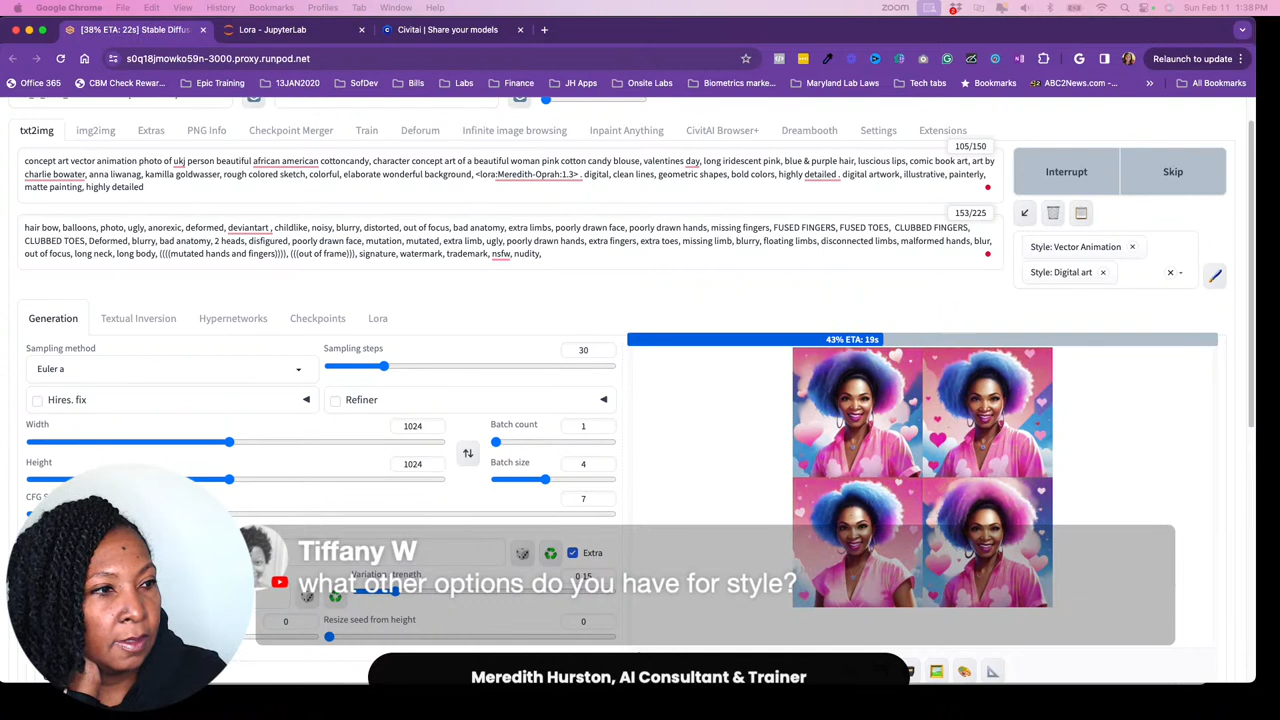 Google Chrome File Edit View History Bookmarks Profiles Tab Window Help zoom 2 Sun Feb 11 1:38 PM
[38% ETA: 22s] Stable Diffus Lora - JupyterLab Civitai | Share your models
s0q18jmowko59n-3000.proxy.runpod.net Relaunch to update
Office 365 CBM Check Rewar... Epic Training 13JAN2020 SofDev Bills Labs Finance JH Apps Onsite Labs Biometrics marke... Maryland Lab Laws Tech tabs Bookmarks ABC2News.com -... All Bookmarks
txt2img img2img Extras PNG Info Checkpoint Merger Train Deforum Infinite image browsing Inpaint Anything CivitAI Browser+ Dreambooth Settings Extensions
105/150
concept art vector animation photo of ukj person beautiful african american cottoncandy, character concept art of a beautiful woman pink cotton candy blouse, valentines day, long iridescent pink, blue & purple hair, luscious lips, comic book art, art by
charlie bowater, anna liwanag, kamilla goldwasser, rough colored sketch, colorful, elaborate wonderful background, <lora:Meredith-Oprah:1.3> . digital, clean lines, geometric shapes, bold colors, highly detailed . digital artwork, illustrative, painterly,
matte painting, highly detailed
Interrupt Skip
153/225
hair bow, balloons, photo, ugly, anorexic, deformed, deviantart , childlike, noisy, blurry, distorted, out of focus, bad anatomy, extra limbs, poorly drawn face, poorly drawn hands, missing fingers, FUSED FINGERS, FUSED TOES, CLUBBED FINGERS,
CLUBBED TOES, Deformed, blurry, bad anatomy, 2 heads, disfigured, poorly drawn face, mutation, mutated, extra limb, ugly, poorly drawn hands, extra fingers, extra toes, missing limb, blurry, floating limbs, disconnected limbs, malformed hands, blur,
out of focus, long neck, long body, ((((mutated hands and fingers)))), (((out of frame))), signature, watermark, trademark, nsfw, nudity,
Style: Vector Animation ×
Style: Digital art ×
Generation Textual Inversion Hypernetworks Checkpoints Lora
Sampling method
Euler a
Sampling steps 30
43% ETA: 19s
Hires. fix Refiner
Width 1024 Batch count 1
Height 1024 Batch size 4
CFG S
7
Extra
Variation strength 0.15
Tiffany W
what other options do you have for style?
0 Resize seed from height 0
Meredith Hurston, AI Consultant & Trainer